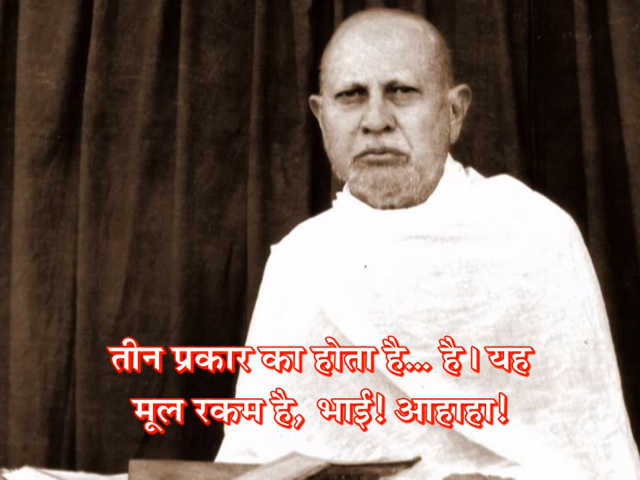 तीन प्रकार का होता है... है। यह
मूल रकम है, भाई! आहाहा!